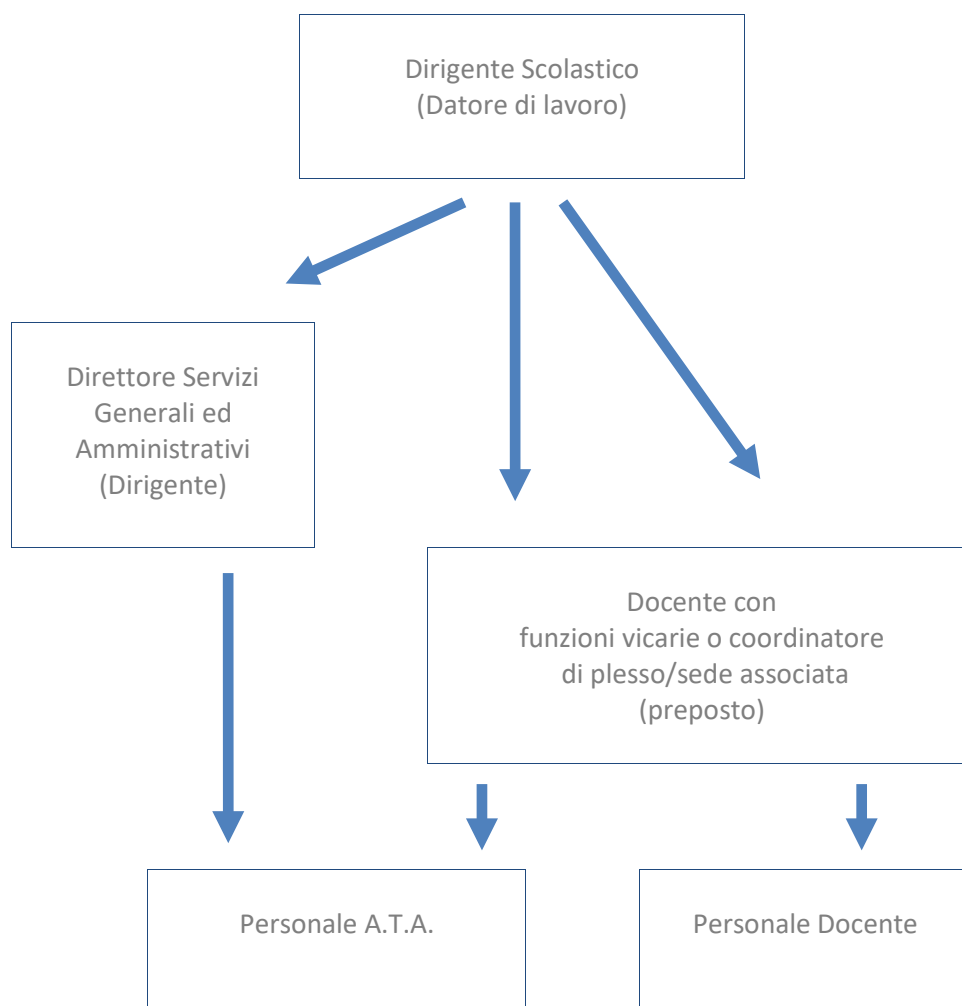 Dirigente Scolastico
(Datore di lavoro)
Direttore Servizi
Generali ed
Amministrativi
(Dirigente)
Docente con
funzioni vicarie o coordinatore
di plesso/sede associata
(preposto)
Personale A.T.A.
Personale Docente